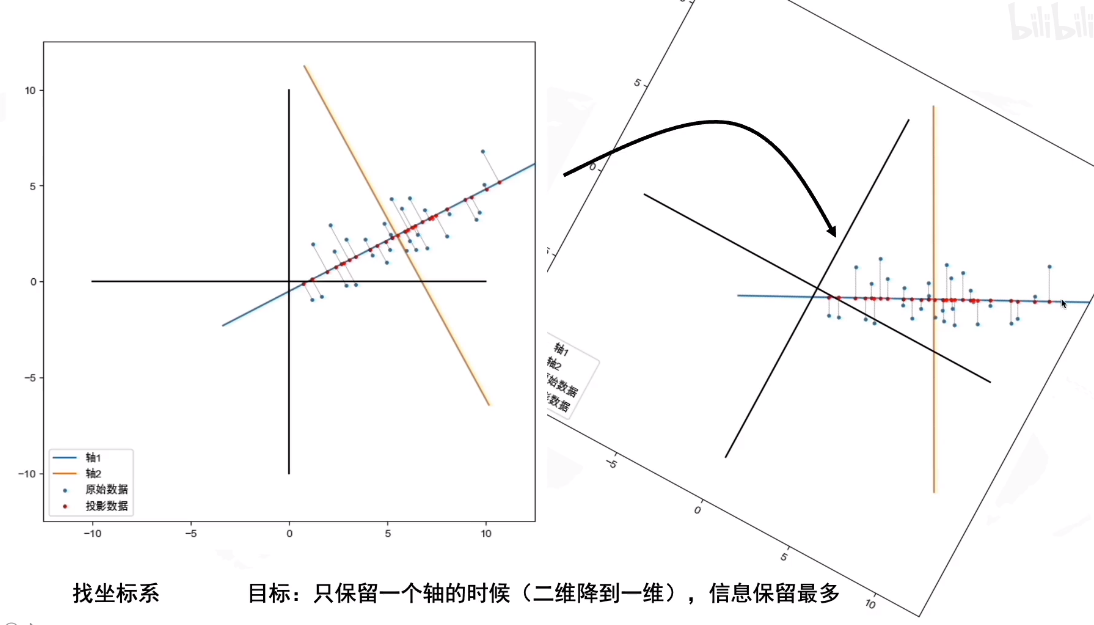 bilibili
10
5
0
−5
−10
−10
−5
0
5
10
轴1
轴2
原始数据
投影数据
5
0
轴1
轴2
始数据
数据
−5
0
5
10
找坐标系
目标：只保留一个轴的时候（二维降到一维），信息保留最多